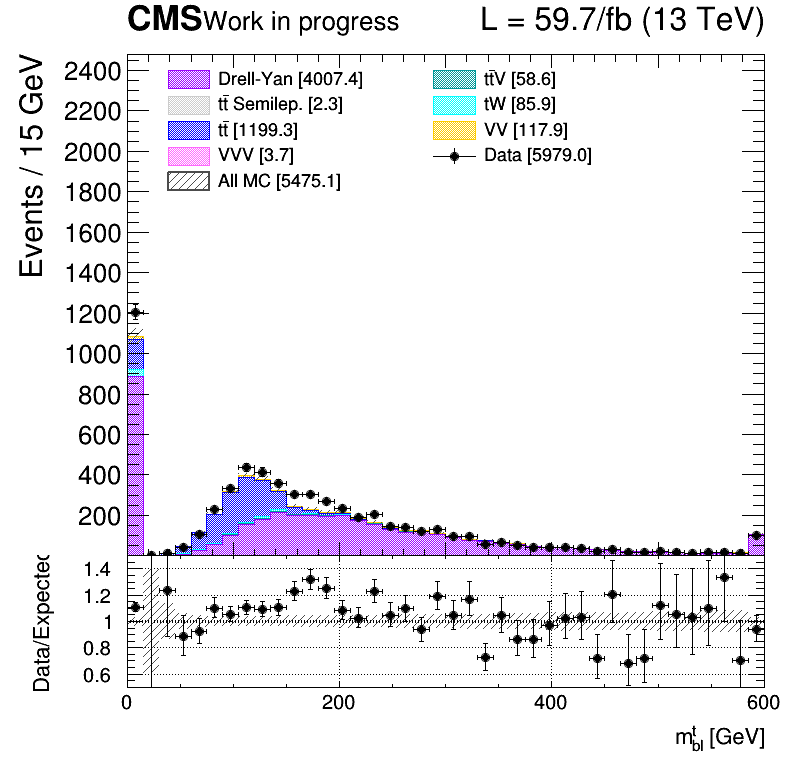 CMS Work in progress L = 59.7/fb (13 TeV)
Events / 15 GeV
2400
2200
2000
1800
1600
1400
1200
1000
800
600
400
200
Drell-Yan [4007.4]
tt̄ Semilep. [2.3]
tt̄ [1199.3]
VVV [3.7]
All MC [5475.1]
tt̄V [58.6]
tW [85.9]
VV [117.9]
Data [5979.0]
Data/Expected
1.4
1.2
1
0.8
0.6
0 200 400 600
m^t_bl [GeV]